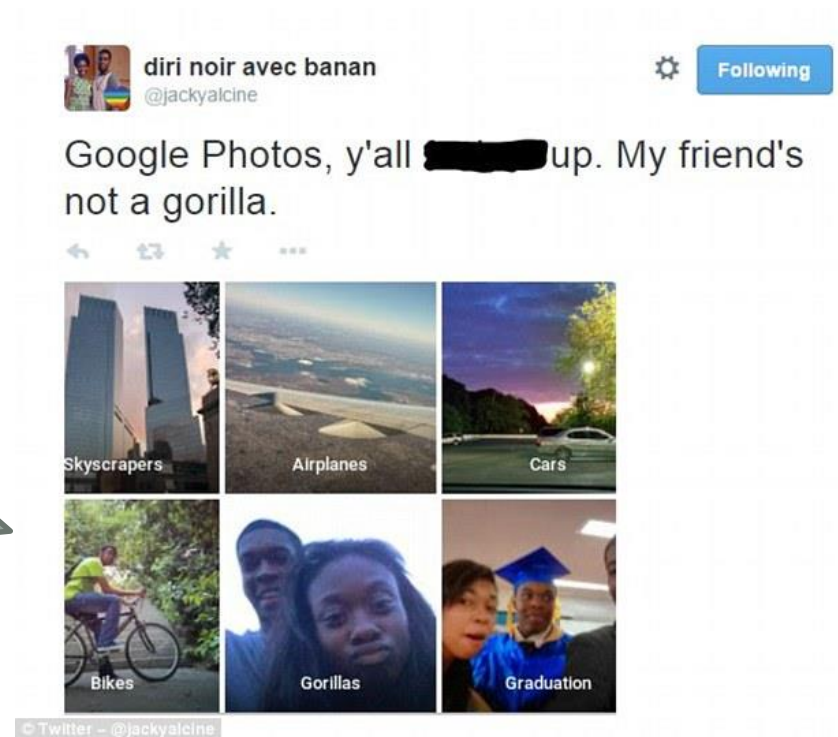 diri noir avec banan
@jackyalcine
Following
Google Photos, y'all up. My friend's
not a gorilla.
Skyscrapers
Airplanes
Cars
Bikes
Gorillas
Graduation
© Twitter – @jackyalcine